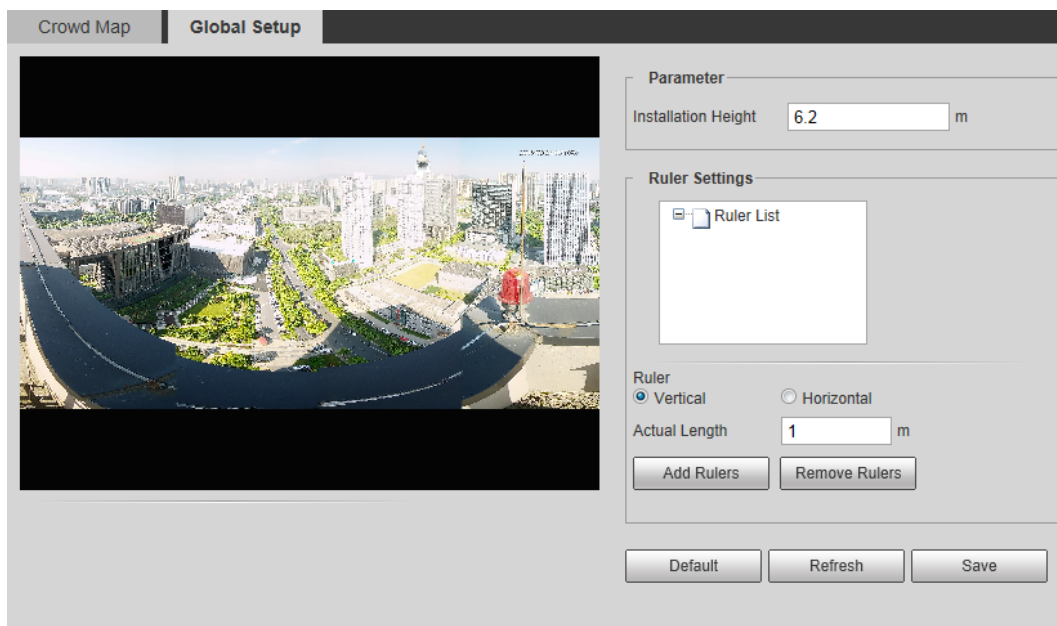 Crowd Map
Global Setup
Parameter
Installation Height 6.2 m
Ruler Settings
Ruler List
Ruler
Vertical Horizontal
Actual Length 1 m
Add Rulers Remove Rulers
Default Refresh Save